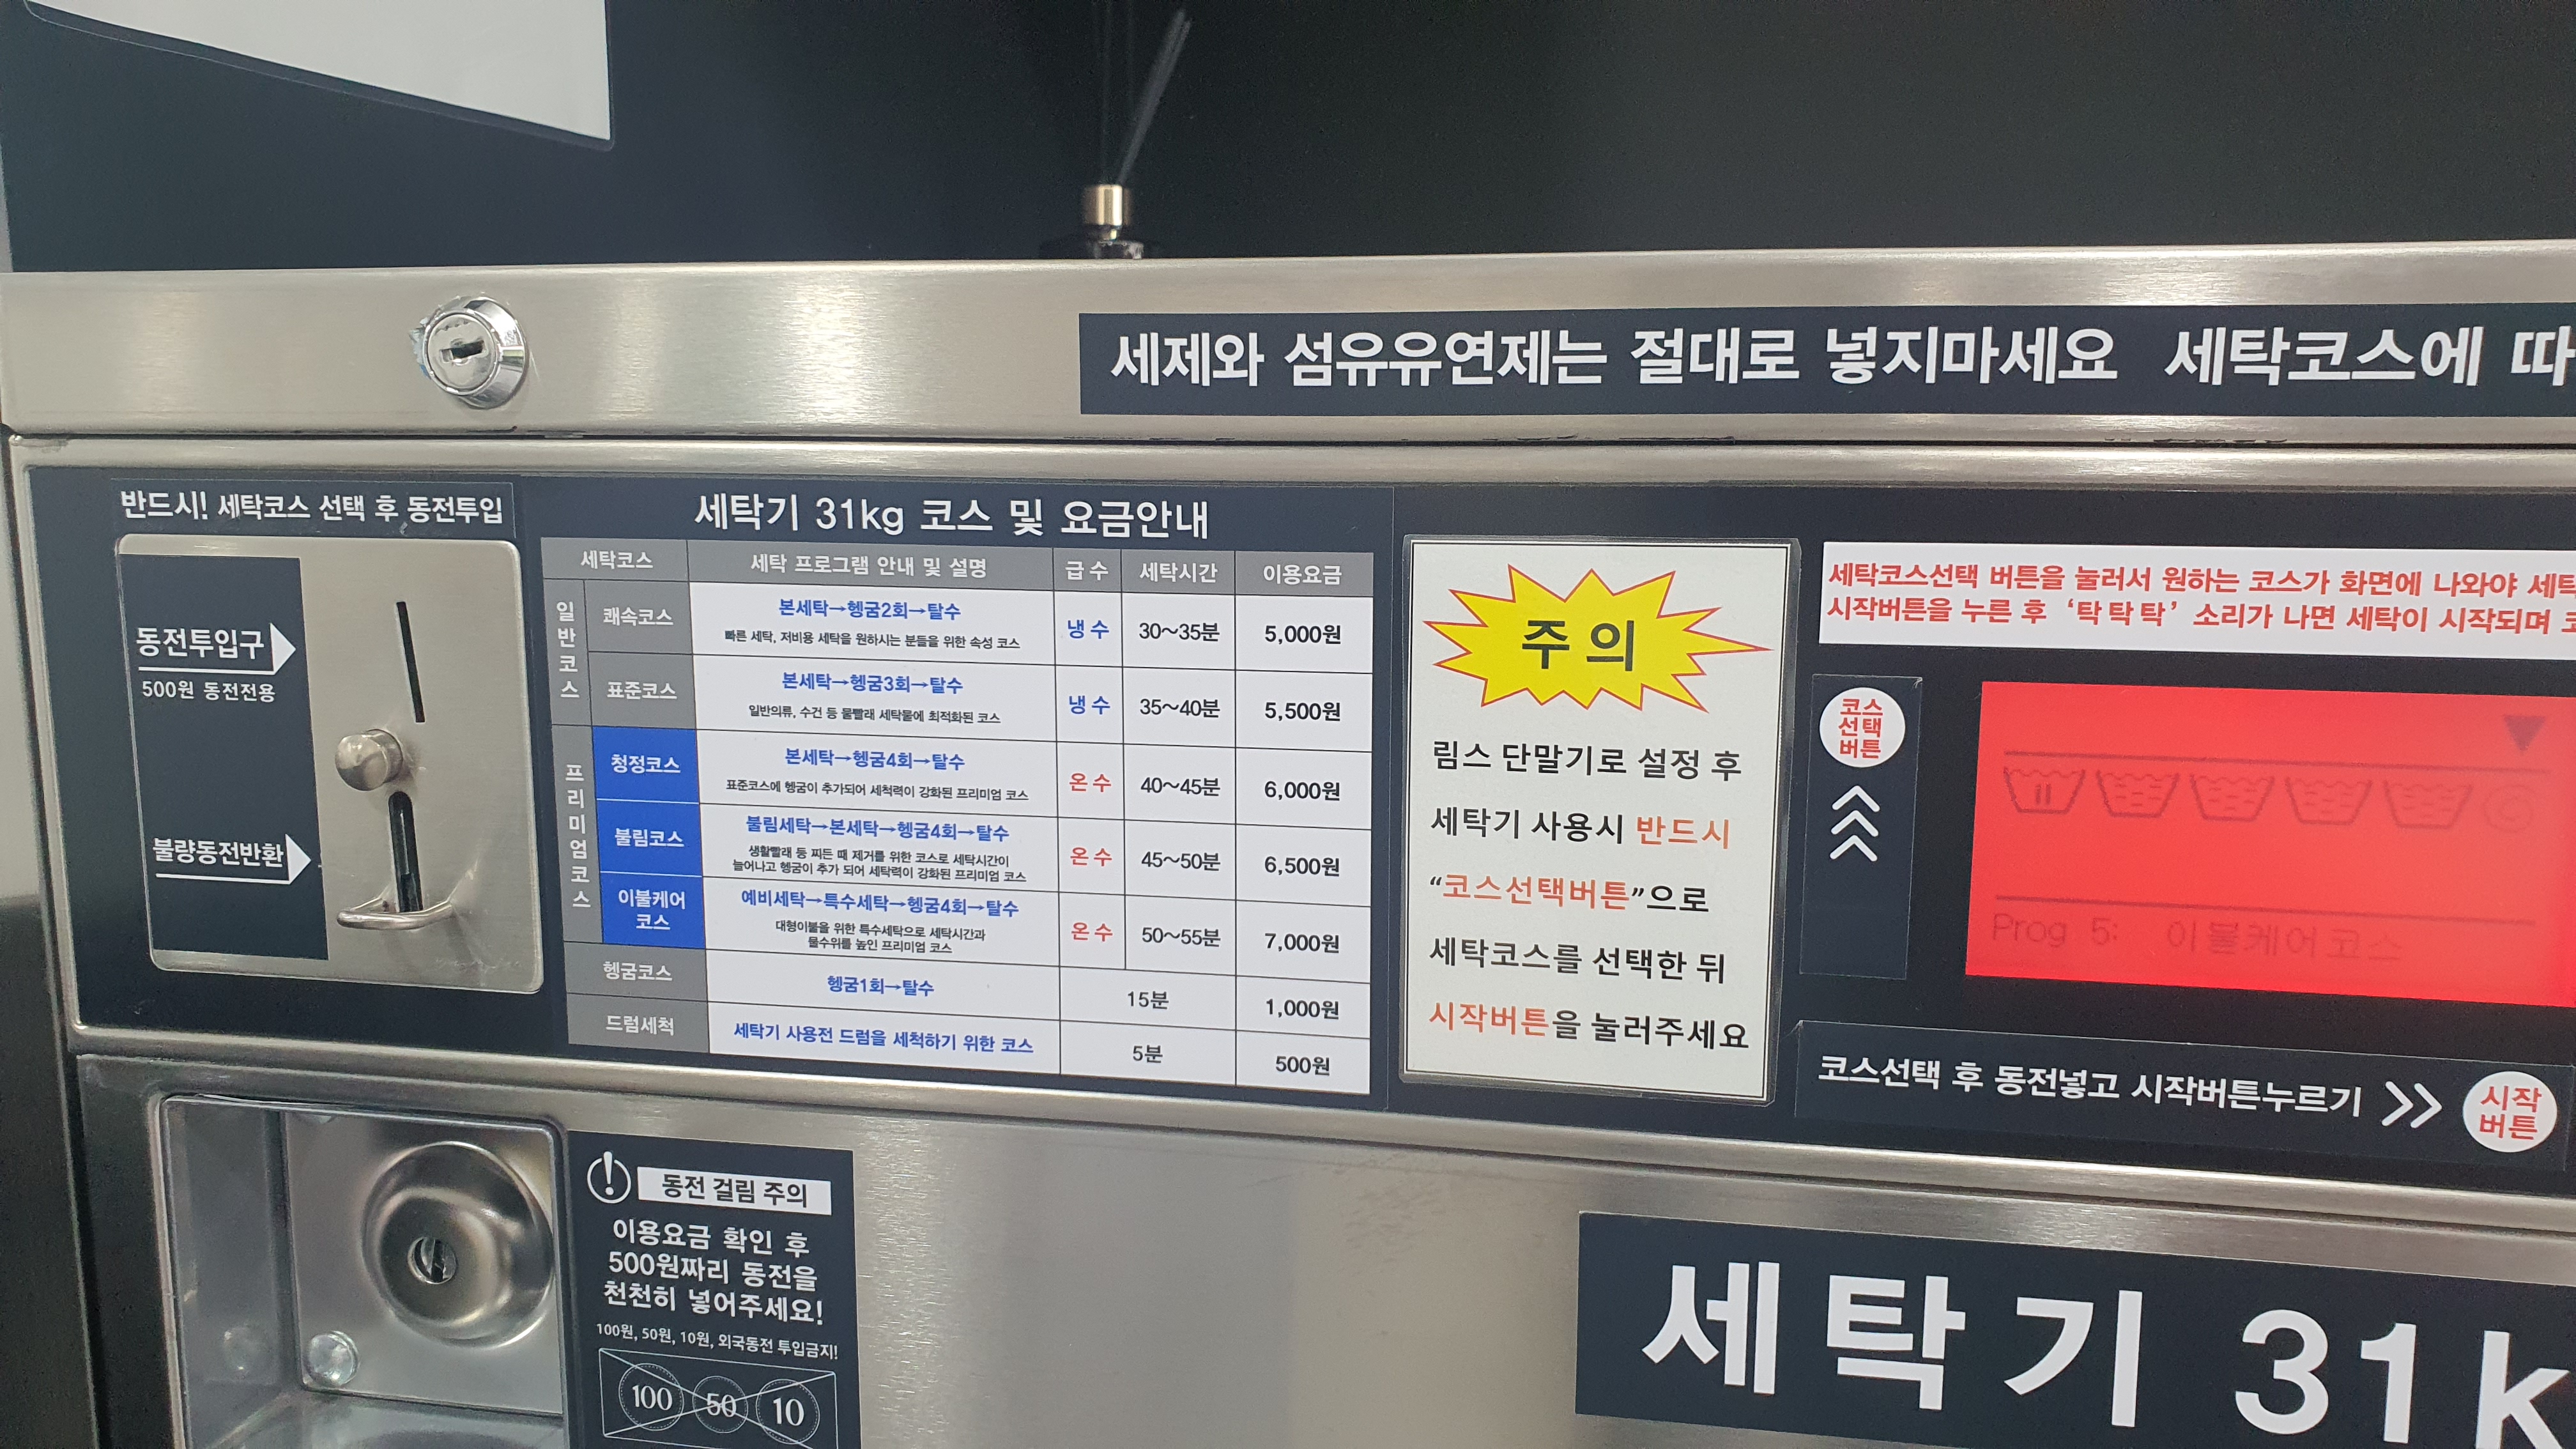 세제와 섬유유연제는 절대로 넣지마세요 세탁코스에 따
반드시! 세탁코스 선택 후 동전투입
동전투입구
500원 동전전용
불량동전반환
세탁기 31kg 코스 및 요금안내
세탁코스 세탁 프로그램 안내 및 설명 급수 세탁시간 이용요금
일반코스
쾌속코스 본세탁→헹굼2회→탈수 냉수 30~35분 5,000원
빠른 세탁, 저비용 세탁을 원하시는 분들을 위한 속성 코스
표준코스 본세탁→헹굼3회→탈수 냉수 35~40분 5,500원
일반의류, 수건 등 물빨래 세탁물에 최적화된 코스
프리미엄코스
청정코스 본세탁→헹굼4회→탈수 온수 40~45분 6,000원
표준코스에 헹굼이 추가되어 세척력이 강화된 프리미엄 코스
불림코스 불림세탁→본세탁→헹굼4회→탈수 온수 45~50분 6,500원
생활빨래 등 찌든 때 제거를 위한 코스로 세탁시간이
늘어나고 헹굼이 추가 되어 세탁력이 강화된 프리미엄 코스
이불케어
코스 예비세탁→특수세탁→헹굼4회→탈수 온수 50~55분 7,000원
대형이불을 위한 특수세탁으로 세탁시간과
물수위를 높인 프리미엄 코스
헹굼코스 헹굼1회→탈수 15분 1,000원
드럼세척 세탁기 사용전 드럼을 세척하기 위한 코스 5분 500원
주의
림스 단말기로 설정 후
세탁기 사용시 반드시
“코스선택버튼”으로
세탁코스를 선택한 뒤
시작버튼을 눌러주세요
세탁코스선택 버튼을 눌러서 원하는 코스가 화면에 나와야 세탁
시작버튼을 누른 후 ‘탁탁탁’ 소리가 나면 세탁이 시작되며 코
코스
선택
버튼
Prog 5: 이불케어코스
코스선택 후 동전넣고 시작버튼누르기
시작
버튼
동전 걸림 주의
이용요금 확인 후
500원짜리 동전을
천천히 넣어주세요!
100원, 50원, 10원, 외국동전 투입금지!
100 50 10
세탁기 31k